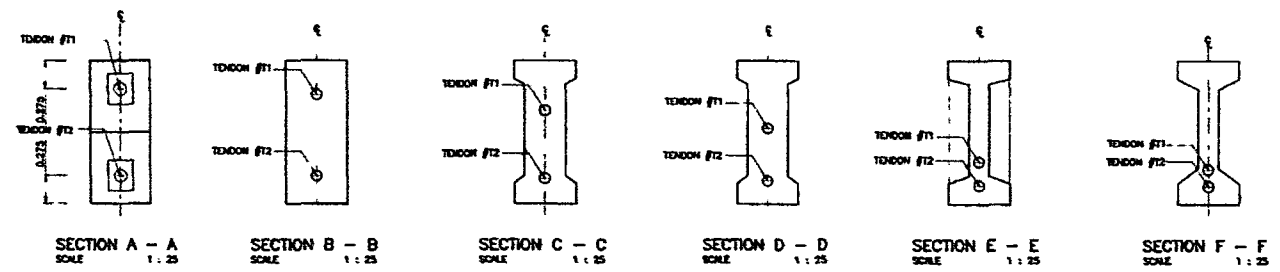 TENDON #T1
TENDON #T2
0.279
0.275
SECTION A - A
SCALE 1 : 25
TENDON #T1
TENDON #T2
SECTION B - B
SCALE 1 : 25
TENDON #T1
TENDON #T2
SECTION C - C
SCALE 1 : 25
TENDON #T1
TENDON #T2
SECTION D - D
SCALE 1 : 25
TENDON #T1
TENDON #T2
SECTION E - E
SCALE 1 : 25
TENDON #T1
TENDON #T2
SECTION F - F
SCALE 1 : 25